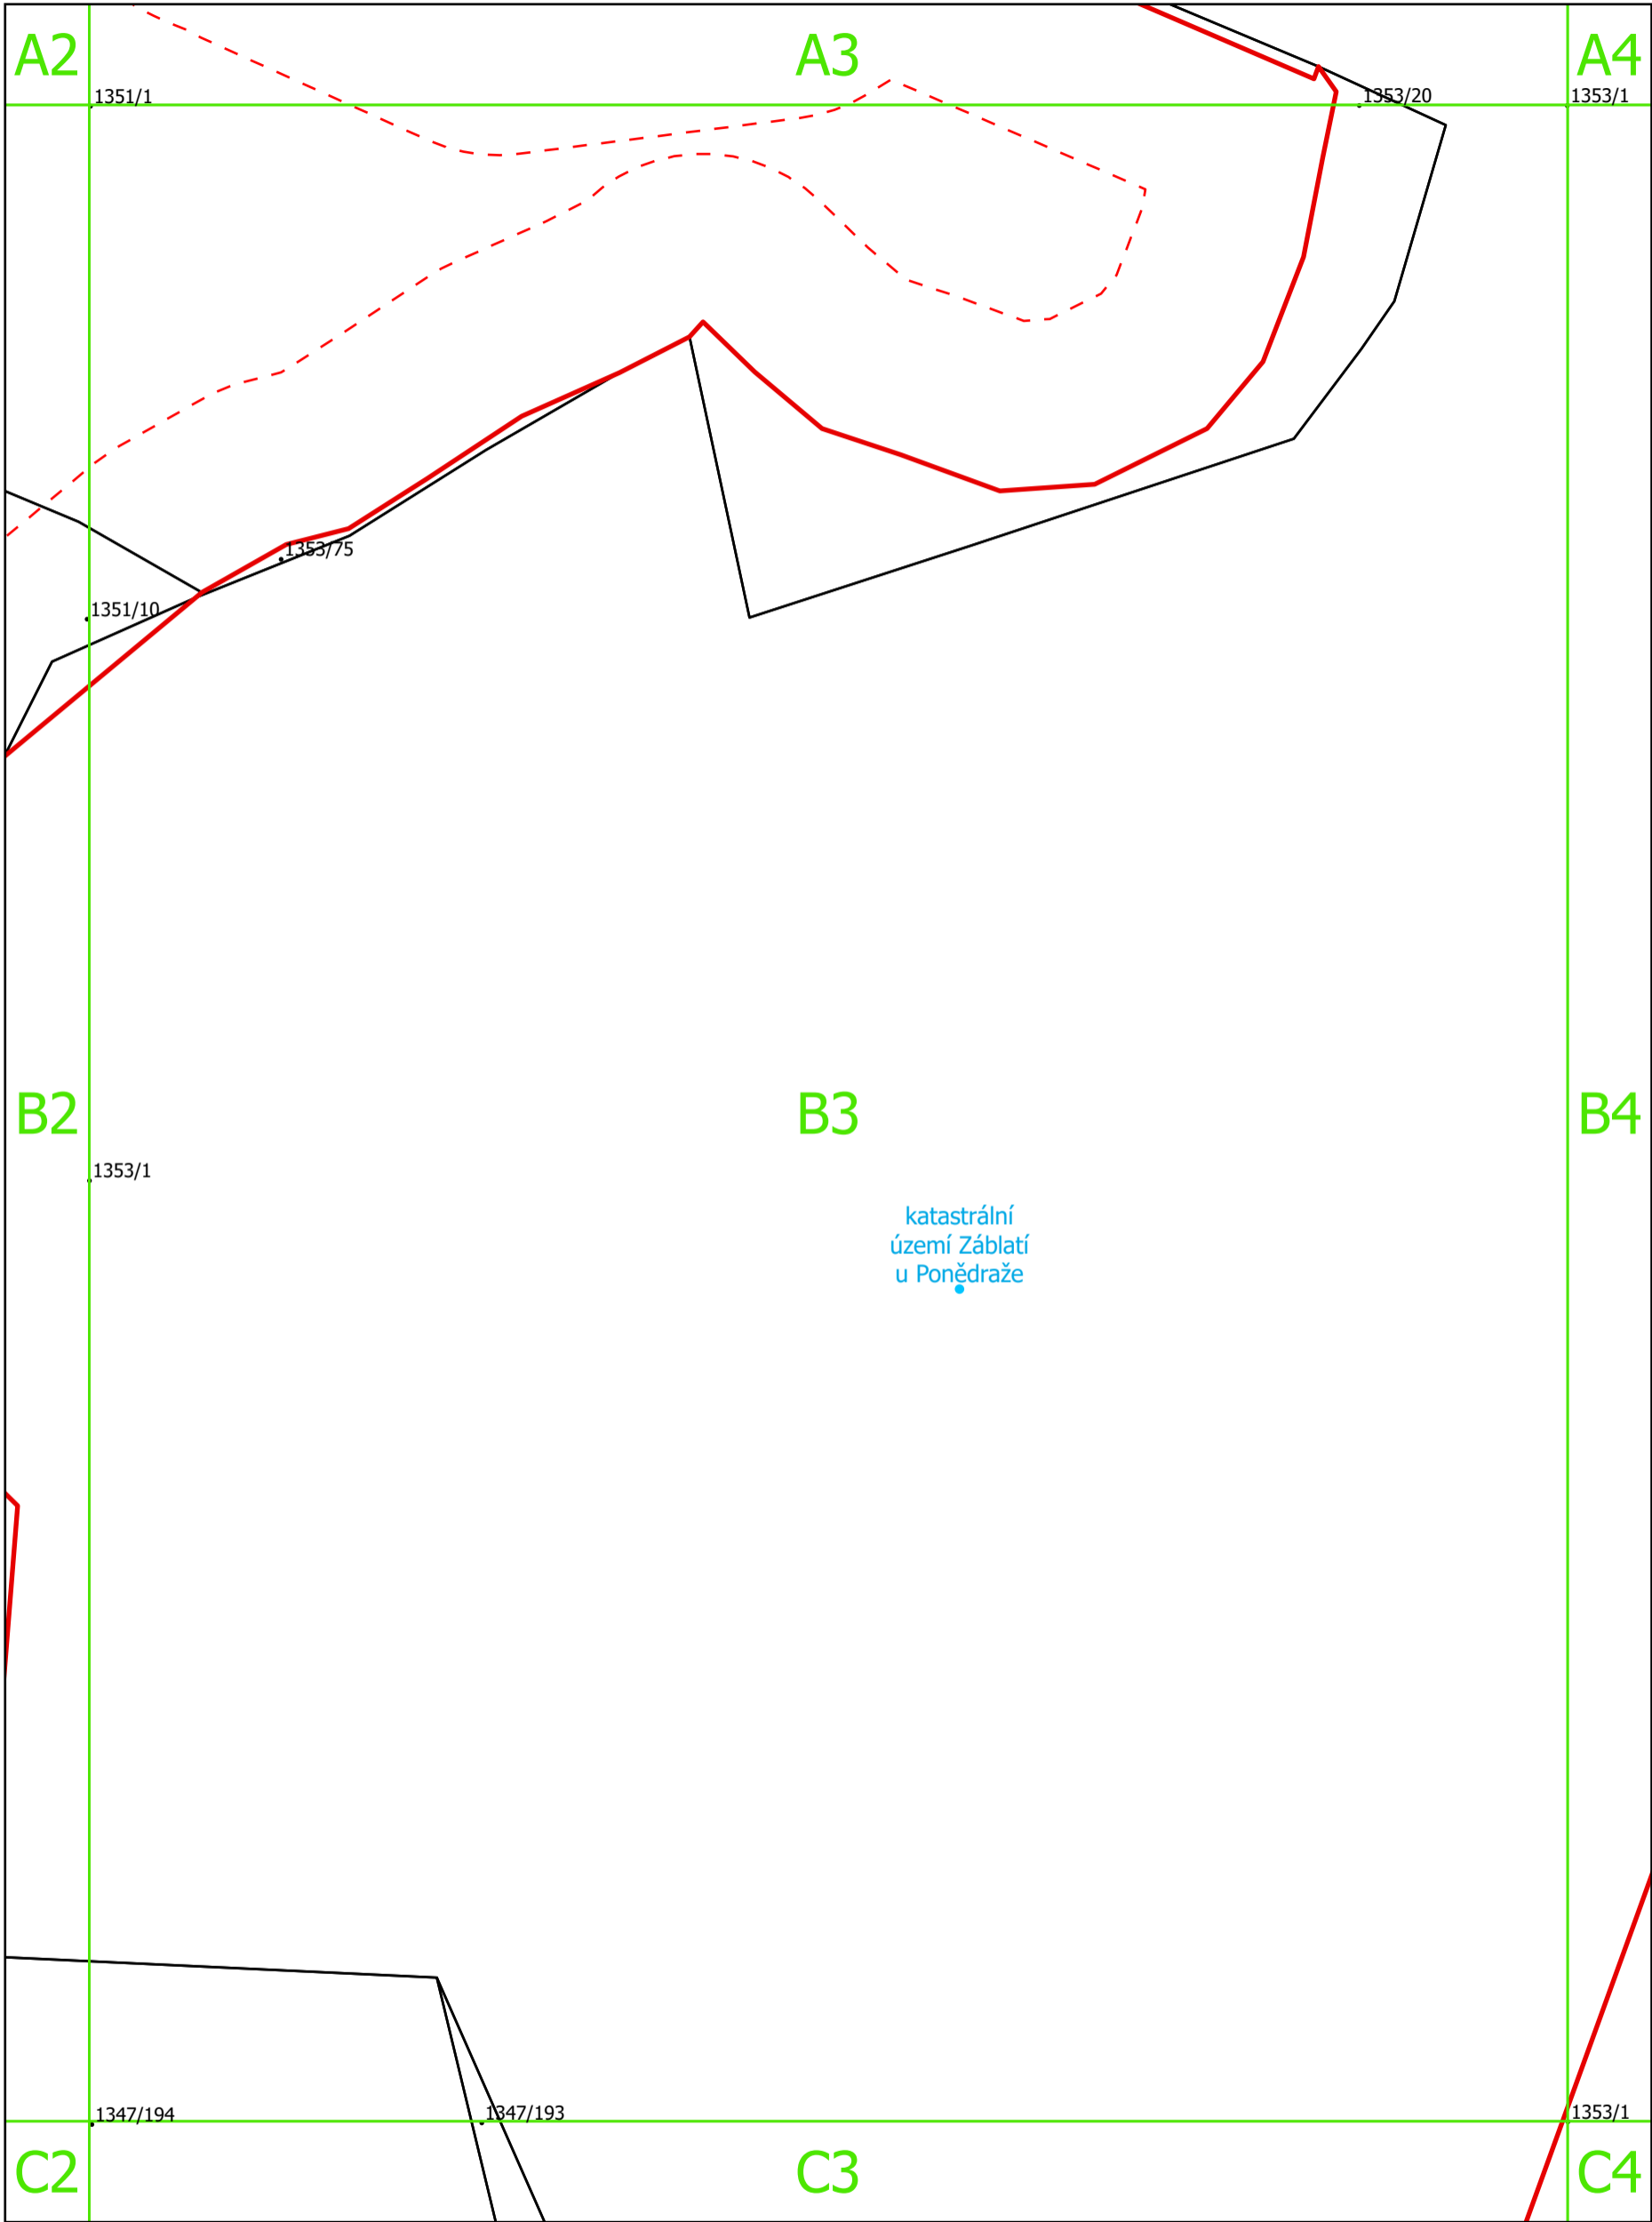 A2
A3
A4
1351/1
1353/20
1353/1
1353/75
1351/10
B2
B3
B4
1353/1
katastrální
území Záblatí
u Ponědraže
1347/194
1347/193
1353/1
C2
C3
C4